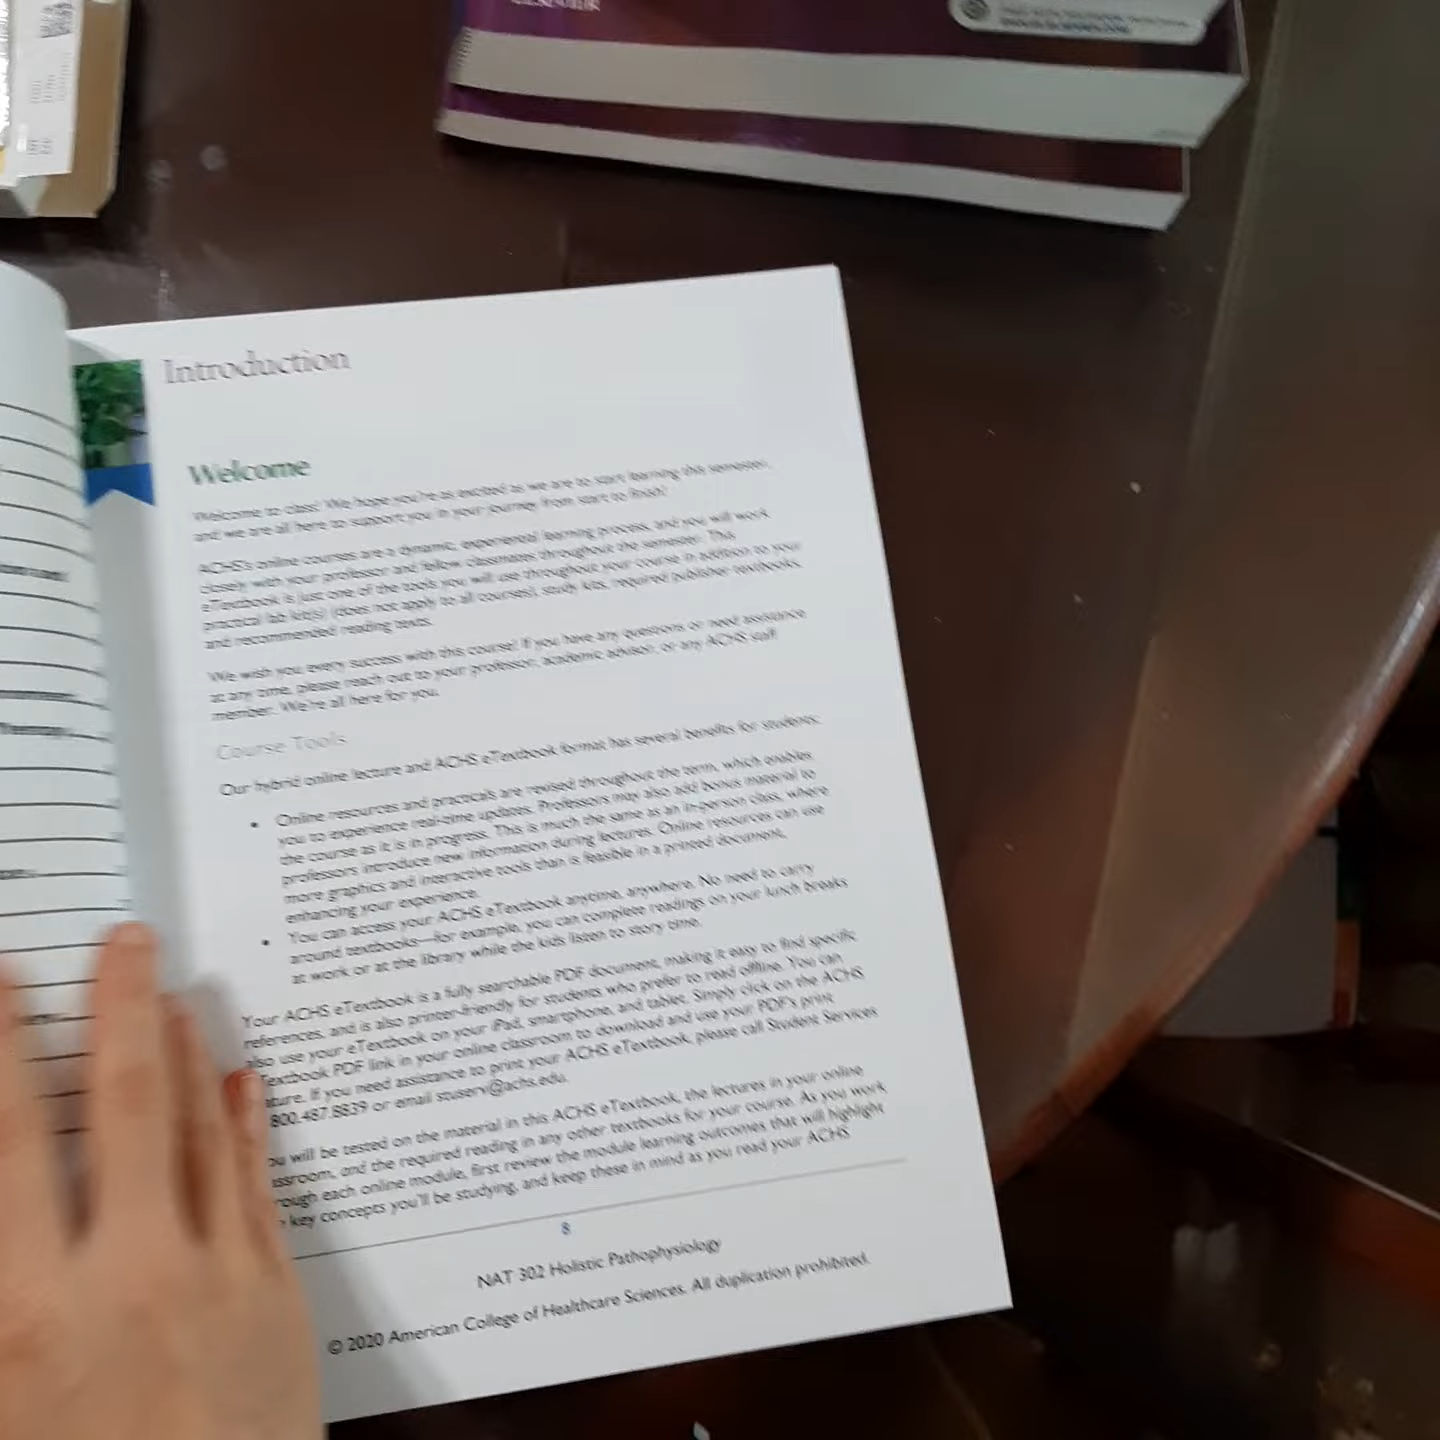 Introduction
Welcome
Welcome to class! We hope you're as excited as we are to start learning this semester,
and we are all here to support you in your journey from start to finish!
ACHS's online courses are a dynamic, experiential learning process, and you will work
closely with your professor and fellow classmates throughout the semester. This
eTextbook is just one of the tools you will use throughout your course in addition to your
practical lab kit(s) (does not apply to all courses), study kits, required publisher textbooks,
and recommended reading texts.
We wish you every success with this course! If you have any questions or need assistance
at any time, please reach out to your professor, academic advisor, or any ACHS staff
member. We're all here for you.
Course Tools
Our hybrid online lecture and ACHS eTextbook format has several benefits for students:
• Online resources and practicals are revised throughout the term, which enables
you to experience real-time updates. Professors may also add bonus material to
the course as it is in progress. This is much the same as an in-person class, where
professors introduce new information during lectures. Online resources can use
more graphics and interactive tools than is feasible in a printed document,
enhancing your experience.
• You can access your ACHS eTextbook anytime, anywhere. No need to carry
around textbooks—for example, you can complete readings on your lunch breaks
at work or at the library while the kids listen to story time.
Your ACHS eTextbook is a fully searchable PDF document, making it easy to find specific
references, and is also printer-friendly for students who prefer to read offline. You can
also use your eTextbook on your iPad, smartphone, and tablet. Simply click on the ACHS
Textbook PDF link in your online classroom to download and use your PDF's print
ature. If you need assistance to print your ACHS eTextbook, please call Student Services
800.487.8839 or email stuserv@achs.edu.
ou will be tested on the material in this ACHS eTextbook, the lectures in your online
ssroom, and the required reading in any other textbooks for your course. As you work
rough each online module, first review the module learning outcomes that will highlight
key concepts you'll be studying, and keep these in mind as you read your ACHS
8
NAT 302 Holistic Pathophysiology
© 2020 American College of Healthcare Sciences. All duplication prohibited.